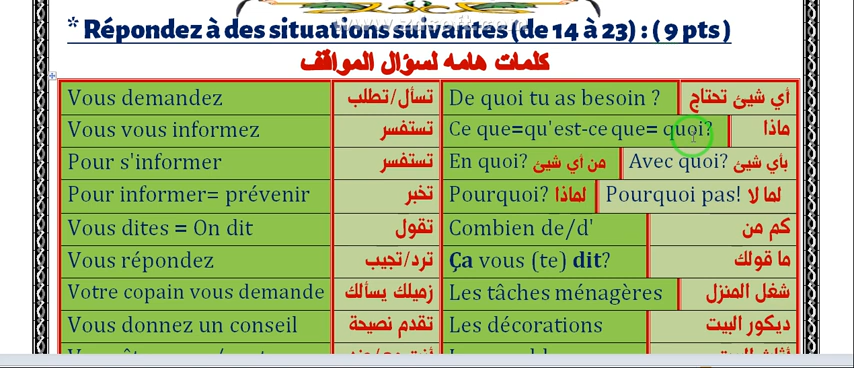 * Répondez à des situations suivantes (de 14 à 23) : ( 9 pts )
كلمات هامه لسؤال المواقف
Vous demandez تسأل/تطلب De quoi tu as besoin ? أي شيئ تحتاج
Vous vous informez تستفسر Ce que=qu'est-ce que= quoi? ماذا
Pour s'informer تستفسر En quoi? من أي شيئ Avec quoi? بأي شيئ
Pour informer= prévenir تخبر Pourquoi? لماذا Pourquoi pas! لما لا
Vous dites = On dit تقول Combien de/d' كم من
Vous répondez ترد/تجيب Ça vous (te) dit? ما قولك
Votre copain vous demande زميلك يسألك Les tâches ménagères شغل المنزل
Vous donnez un conseil تقدم نصيحة Les décorations ديكور البيت